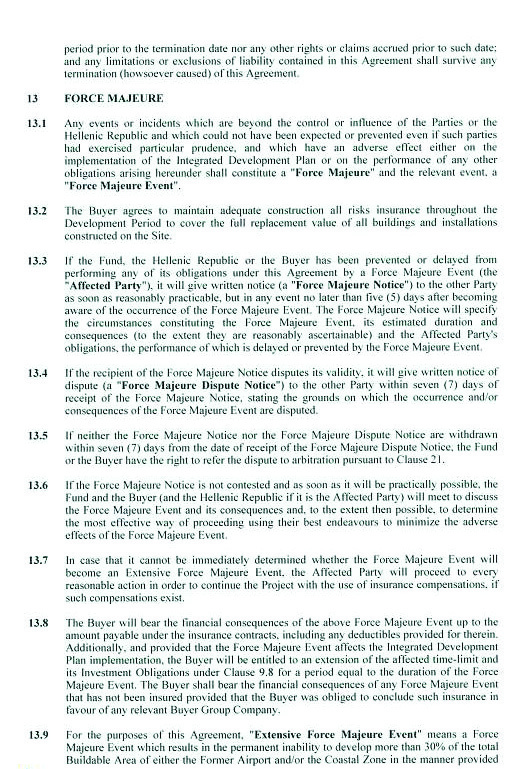 period prior to the termination date nor any other rights or claims accrued prior to such date;
and any limitations or exclusions of liability contained in this Agreement shall survive any
termination (howsoever caused) of this Agreement.
13 FORCE MAJEURE
13.1 Any events or incidents which are beyond the control or influence of the Parties or the
Hellenic Republic and which could not have been expected or prevented even if such parties
had exercised particular prudence, and which have an adverse effect either on the
implementation of the Integrated Development Plan or on the performance of any other
obligations arising hereunder shall constitute a "Force Majeure" and the relevant event, a
"Force Majeure Event".
13.2 The Buyer agrees to maintain adequate construction all risks insurance throughout the
Development Period to cover the full replacement value of all buildings and installations
constructed on the Site.
13.3 If the Fund, the Hellenic Republic or the Buyer has been prevented or delayed from
performing any of its obligations under this Agreement by a Force Majeure Event (the
"Affected Party"), it will give written notice (a "Force Majeure Notice") to the other Party
as soon as reasonably practicable, but in any event no later than five (5) days after becoming
aware of the occurrence of the Force Majeure Event. The Force Majeure Notice will specify
the circumstances constituting the Force Majeure Event, its estimated duration and
consequences (to the extent they are reasonably ascertainable) and the Affected Party's
obligations, the performance of which is delayed or prevented by the Force Majeure Event.
13.4 If the recipient of the Force Majeure Notice disputes its validity, it will give written notice of
dispute (a "Force Majeure Dispute Notice") to the other Party within seven (7) days of
receipt of the Force Majeure Notice, stating the grounds on which the occurrence and/or
consequences of the Force Majeure Event are disputed.
13.5 If neither the Force Majeure Notice nor the Force Majeure Dispute Notice are withdrawn
within seven (7) days from the date of receipt of the Force Majeure Dispute Notice, the Fund
or the Buyer have the right to refer the dispute to arbitration pursuant to Clause 21.
13.6 If the Force Majeure Notice is not contested and as soon as it will be practically possible, the
Fund and the Buyer (and the Hellenic Republic if it is the Affected Party) will meet to discuss
the Force Majeure Event and its consequences and, to the extent then possible, to determine
the most effective way of proceeding using their best endeavours to minimize the adverse
effects of the Force Majeure Event.
13.7 In case that it cannot be immediately determined whether the Force Majeure Event will
become an Extensive Force Majeure Event, the Affected Party will proceed to every
reasonable action in order to continue the Project with the use of insurance compensations, if
such compensations exist.
13.8 The Buyer will bear the financial consequences of the above Force Majeure Event up to the
amount payable under the insurance contracts, including any deductibles provided for therein.
Additionally, and provided that the Force Majeure Event affects the Integrated Development
Plan implementation, the Buyer will be entitled to an extension of the affected time-limit and
its Investment Obligations under Clause 9.8 for a period equal to the duration of the Force
Majeure Event. The Buyer shall bear the financial consequences of any Force Majeure Event
that has not been insured provided that the Buyer was obliged to conclude such insurance in
favour of any relevant Buyer Group Company.
13.9 For the purposes of this Agreement, "Extensive Force Majeure Event" means a Force
Majeure Event which results in the permanent inability to develop more than 30% of the total
Buildable Area of either the Former Airport and/or the Coastal Zone in the manner provided